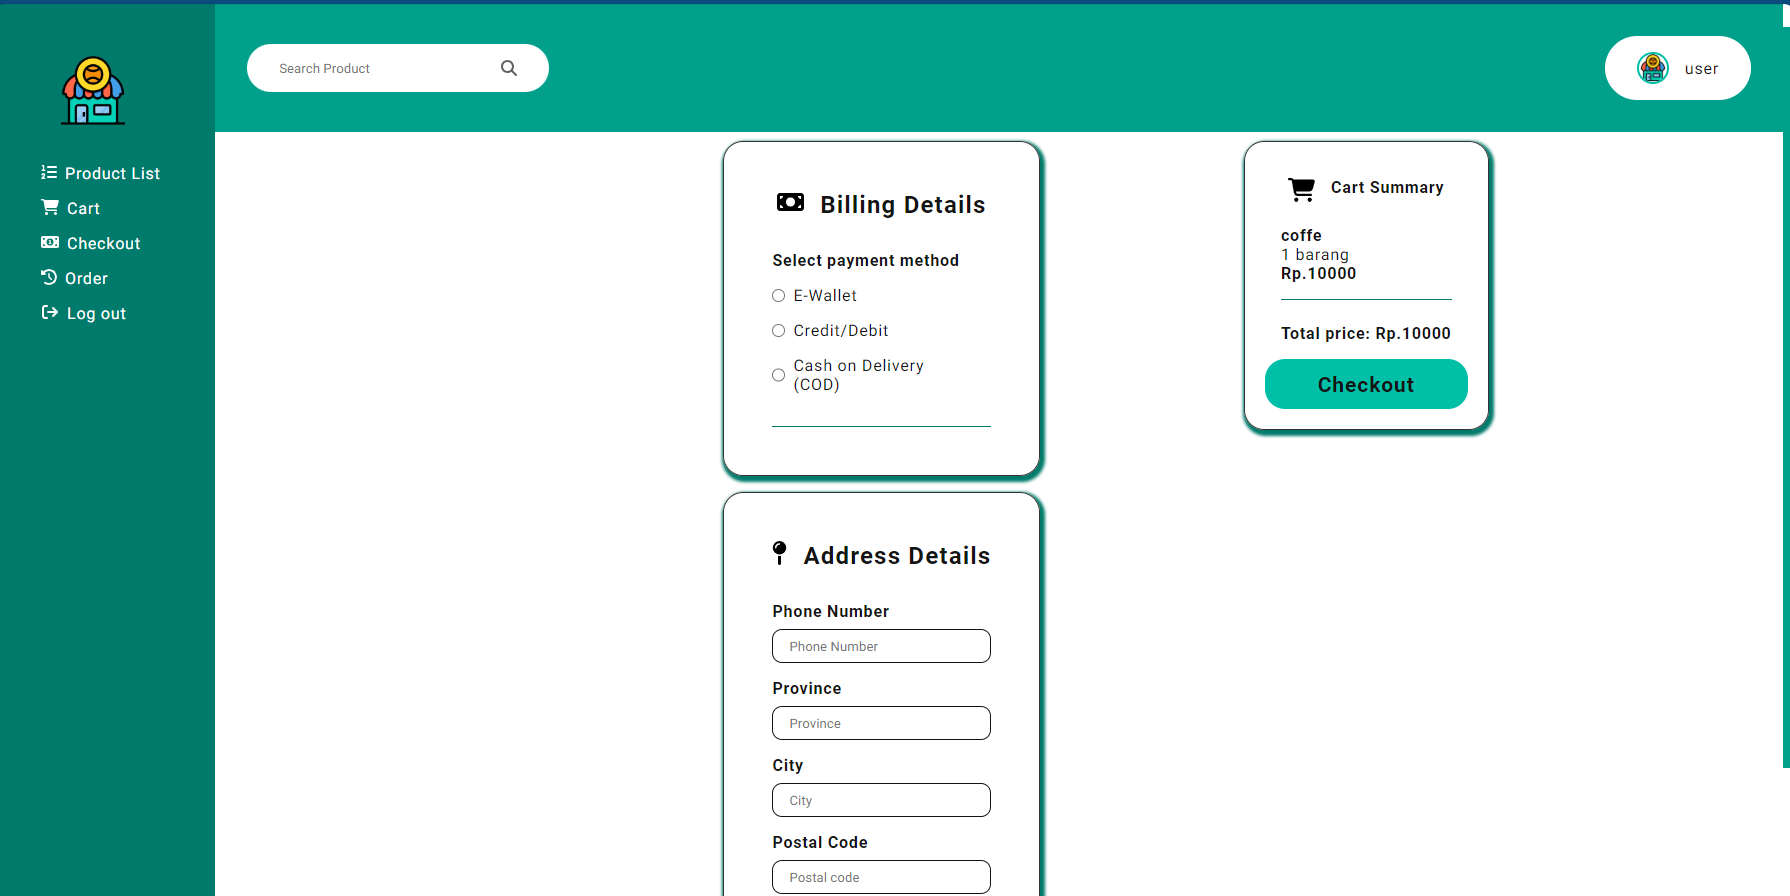 Search Product
user
Product List
Cart
Checkout
Order
Log out
Billing Details
Select payment method
E-Wallet
Credit/Debit
Cash on Delivery
(COD)
Address Details
Phone Number
Phone Number
Province
Province
City
City
Postal Code
Postal code
Cart Summary
coffe
1 barang
Rp.10000
Total price: Rp.10000
Checkout